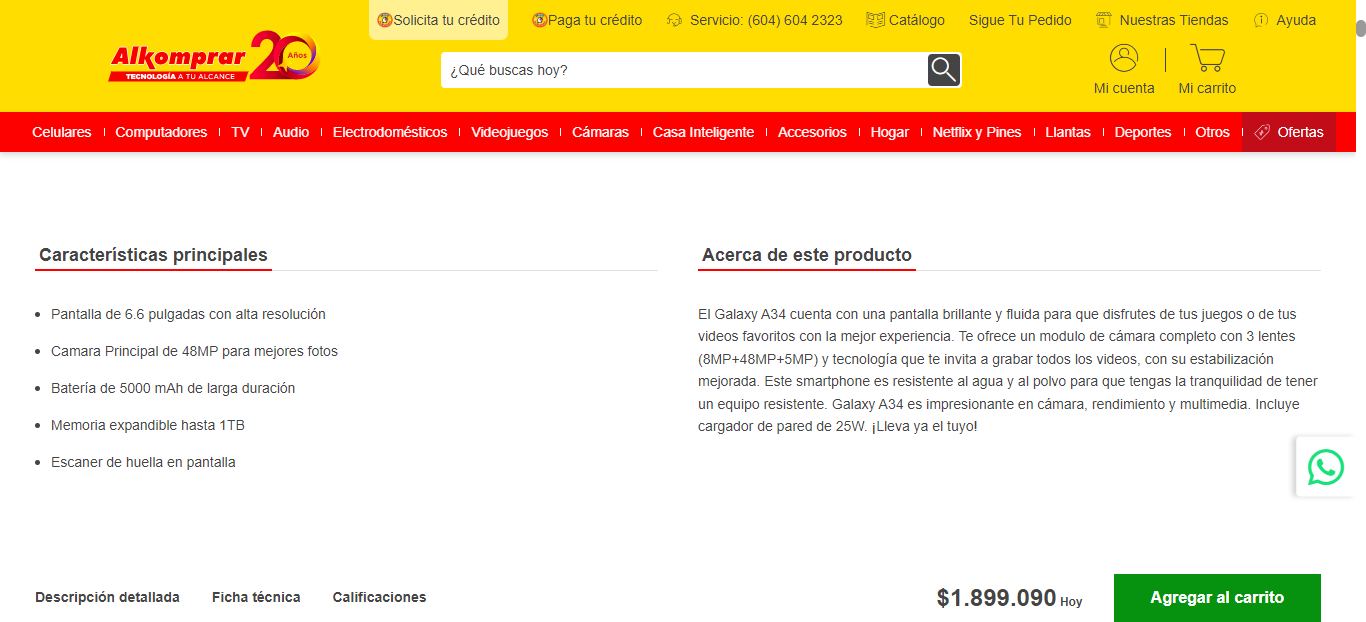 Solicita tu crédito
Paga tu crédito
Servicio: (604) 604 2323
Catálogo
Sigue Tu Pedido
Nuestras Tiendas
Ayuda
Alkomprar 20 Años
TECNOLOGÍA A TU ALCANCE
¿Qué buscas hoy?
Mi cuenta
Mi carrito
Celulares
Computadores
TV
Audio
Electrodomésticos
Videojuegos
Cámaras
Casa Inteligente
Accesorios
Hogar
Netflix y Pines
Llantas
Deportes
Otros
Ofertas
Características principales
Pantalla de 6.6 pulgadas con alta resolución
Camara Principal de 48MP para mejores fotos
Batería de 5000 mAh de larga duración
Memoria expandible hasta 1TB
Escaner de huella en pantalla
Acerca de este producto
El Galaxy A34 cuenta con una pantalla brillante y fluida para que disfrutes de tus juegos o de tus
videos favoritos con la mejor experiencia. Te ofrece un modulo de cámara completo con 3 lentes
(8MP+48MP+5MP) y tecnología que te invita a grabar todos los videos, con su estabilización
mejorada. Este smartphone es resistente al agua y al polvo para que tengas la tranquilidad de tener
un equipo resistente. Galaxy A34 es impresionante en cámara, rendimiento y multimedia. Incluye
cargador de pared de 25W. ¡Lleva ya el tuyo!
Descripción detallada
Ficha técnica
Calificaciones
$1.899.090 Hoy
Agregar al carrito